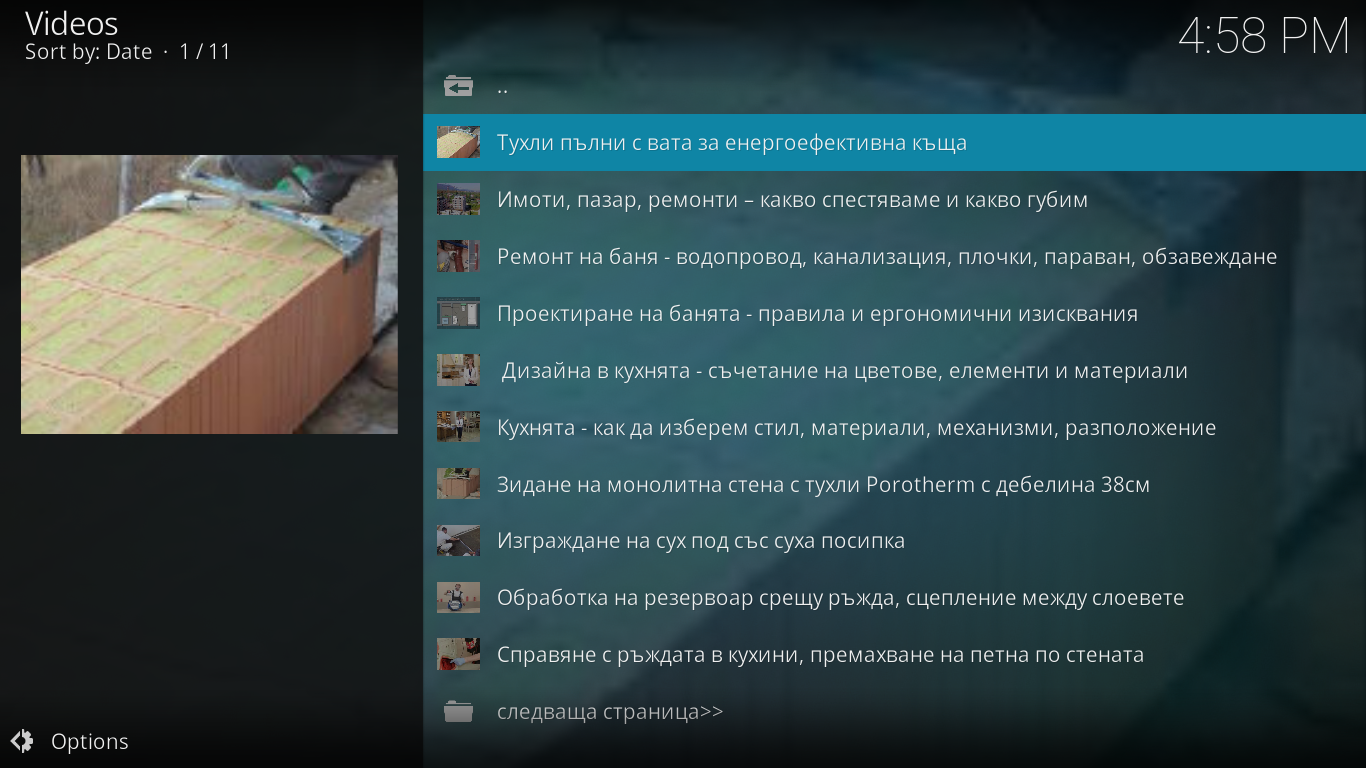 Videos
Sort by: Date · 1 / 11
4:58 PM
..
Тухли пълни с вата за енергоефективна къща
Имоти, пазар, ремонти – какво спестяваме и какво губим
Ремонт на баня - водопровод, канализация, плочки, параван, обзавеждане
Проектиране на банята - правила и ергономични изисквания
Дизайна в кухнята - съчетание на цветове, елементи и материали
Кухнята - как да изберем стил, материали, механизми, разположение
Зидане на монолитна стена с тухли Porotherm с дебелина 38см
Изграждане на сух под със суха посипка
Обработка на резервоар срещу ръжда, сцепление между слоевете
Справяне с ръждата в кухини, премахване на петна по стената
следваща страница>>
Options